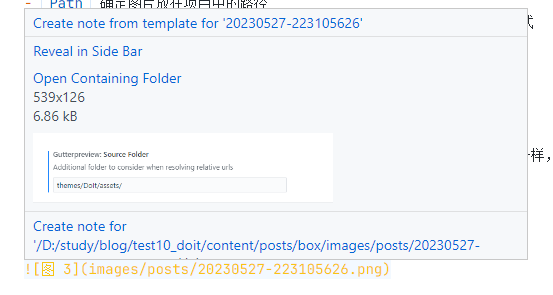 - Path 确定图片放在项目中的路径
Create note from template for '20230527-223105626'
式
Reveal in Side Bar
Open Containing Folder
539x126
6.86 kB
Gutterpreview: Source Folder
Additional folder to consider when resolving relative urls
themes/Doit/assets/
样，
Create note for
'/D:/study/blog/test10_doit/content/posts/box/images/posts/20230527-
![图 3](images/posts/20230527-223105626.png)